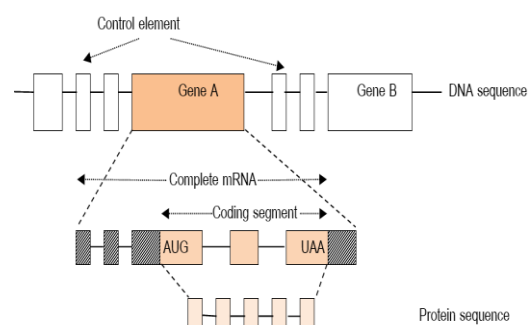 Control element
Gene A
Gene B
DNA sequence
Complete mRNA
Coding segment
AUG
UAA
Protein sequence